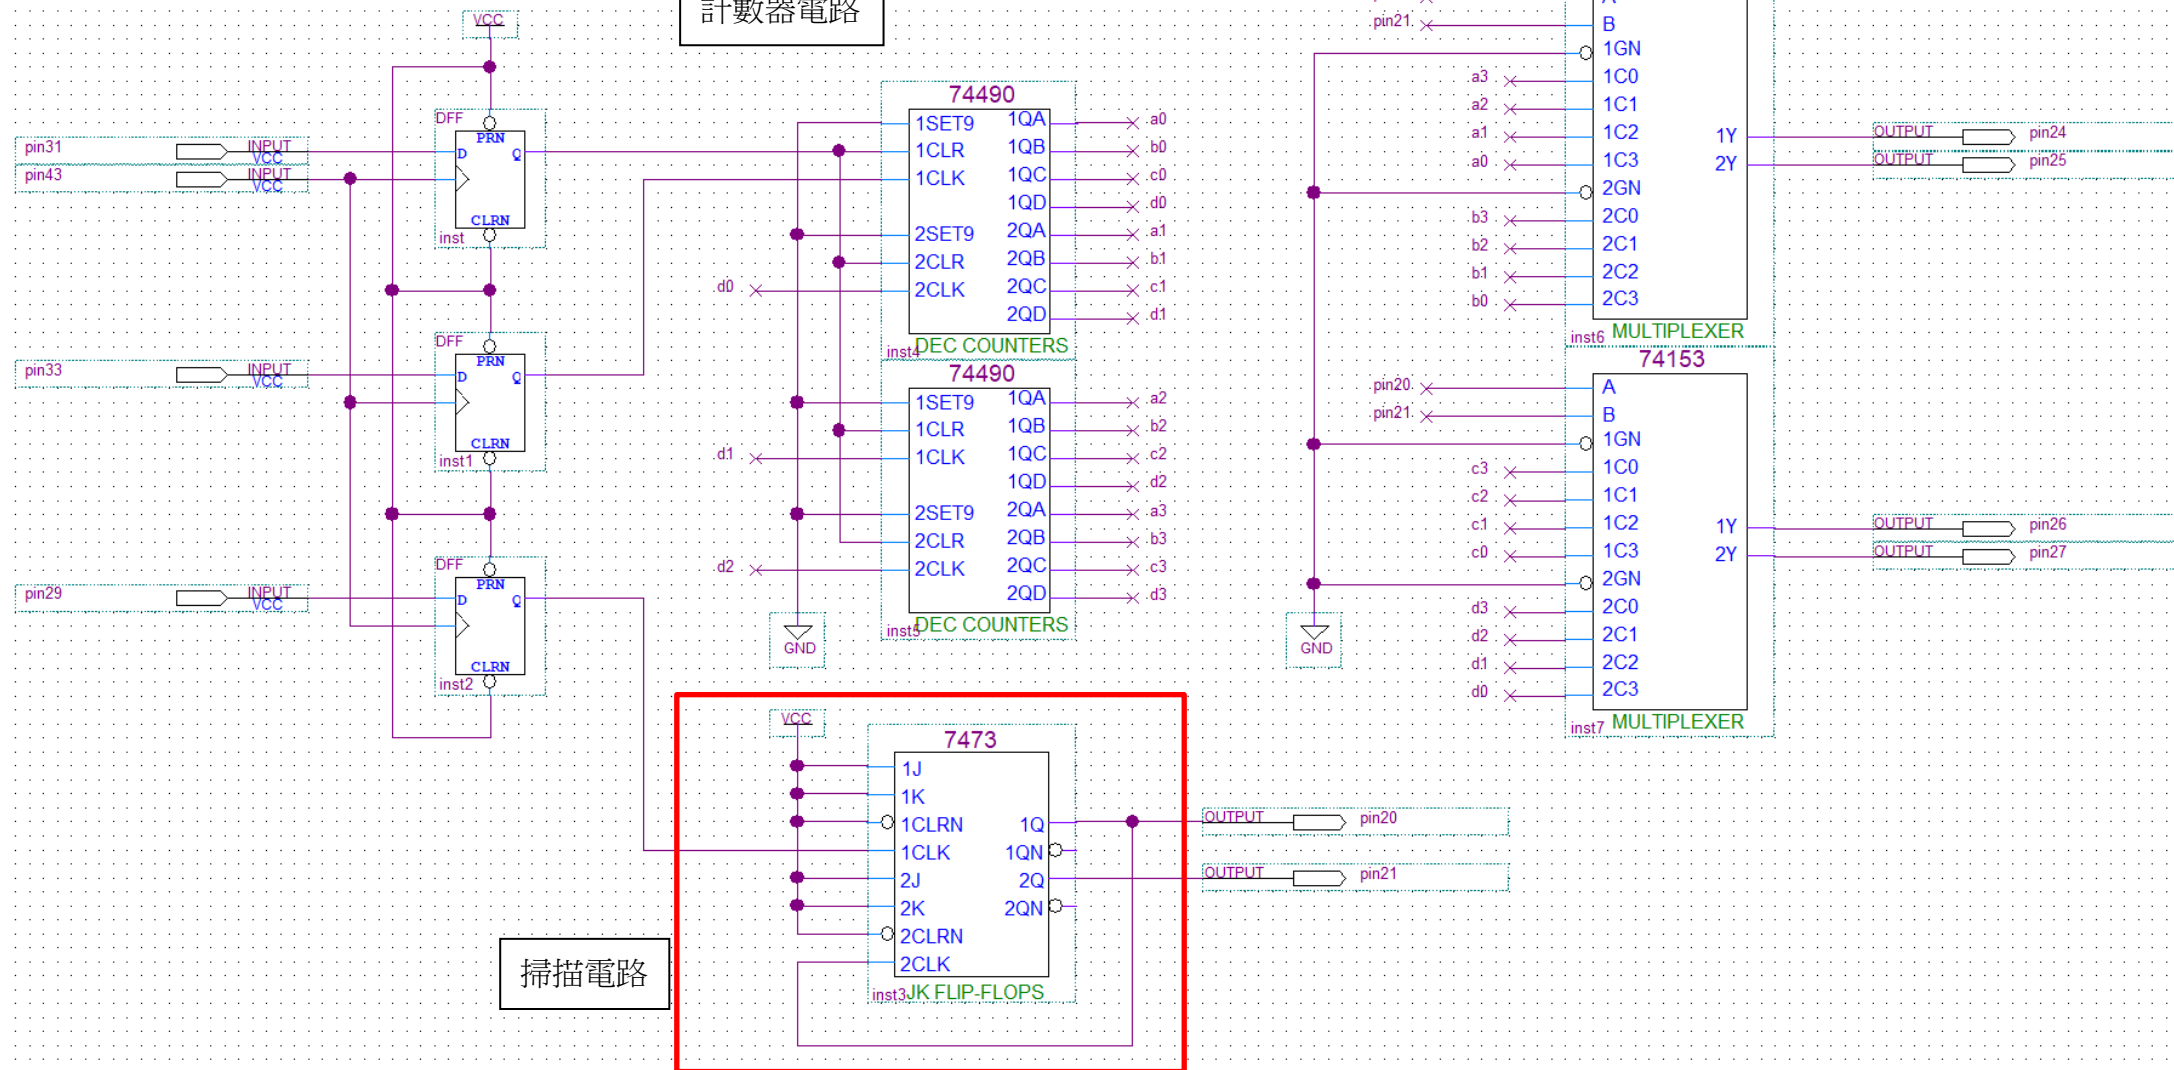 計數器電路
VCC
DFF
PRN
D
Q
CLRN
inst
pin31
INPUT
VCC
pin43
INPUT
VCC
DFF
PRN
D
Q
CLRN
inst1
pin33
INPUT
VCC
DFF
PRN
D
Q
CLRN
inst2
pin29
INPUT
VCC
74490
1SET9
1CLR
1CLK
2SET9
2CLR
2CLK
1QA
1QB
1QC
1QD
2QA
2QB
2QC
2QD
d0
a0
b0
c0
d0
a1
b1
c1
d1
inst4
DEC COUNTERS
74490
1SET9
1CLR
1CLK
2SET9
2CLR
2CLK
1QA
1QB
1QC
1QD
2QA
2QB
2QC
2QD
d1
d2
a2
b2
c2
d2
a3
b3
c3
d3
inst5
DEC COUNTERS
GND
pin21
A
B
1GN
1C0
1C1
1C2
1C3
2GN
2C0
2C1
2C2
2C3
a3
a2
a1
a0
b3
b2
b1
b0
1Y
2Y
OUTPUT
pin24
OUTPUT
pin25
inst6
MULTIPLEXER
74153
pin20
pin21
A
B
1GN
1C0
1C1
1C2
1C3
2GN
2C0
2C1
2C2
2C3
c3
c2
c1
c0
d3
d2
d1
d0
1Y
2Y
OUTPUT
pin26
OUTPUT
pin27
inst7
MULTIPLEXER
GND
VCC
7473
1J
1K
1CLRN
1CLK
2J
2K
2CLRN
2CLK
1Q
1QN
2Q
2QN
inst3
JK FLIP-FLOPS
OUTPUT
pin20
OUTPUT
pin21
掃描電路